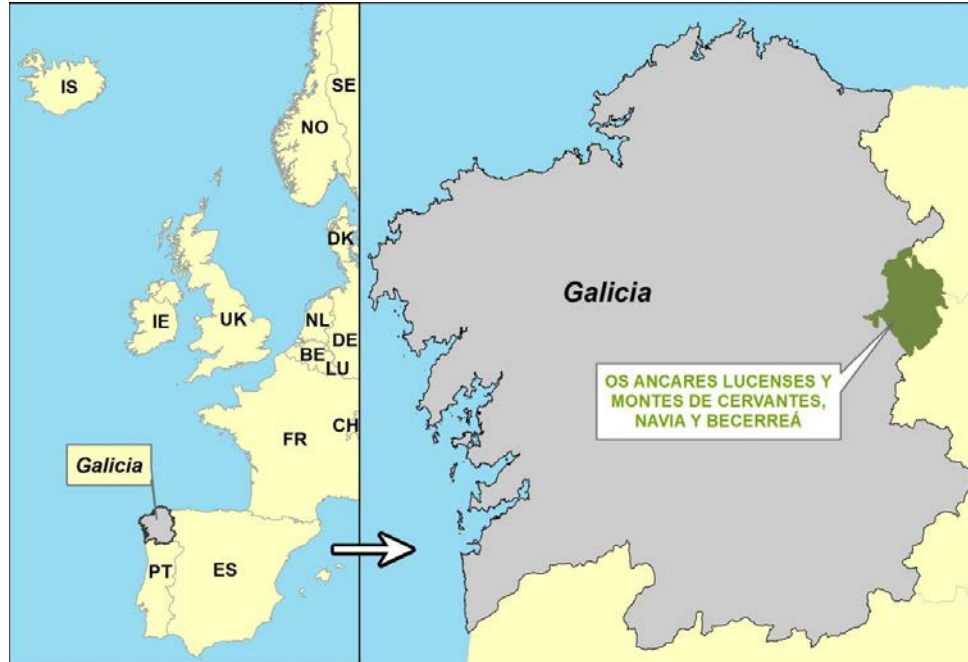 IS
SE
NO
DK
IE
UK
NL
DE
BE
LU
CH
FR
Galicia
PT
ES
Galicia
OS ANCARES LUCENSES Y
MONTES DE CERVANTES,
NAVIA Y BECERREÁ